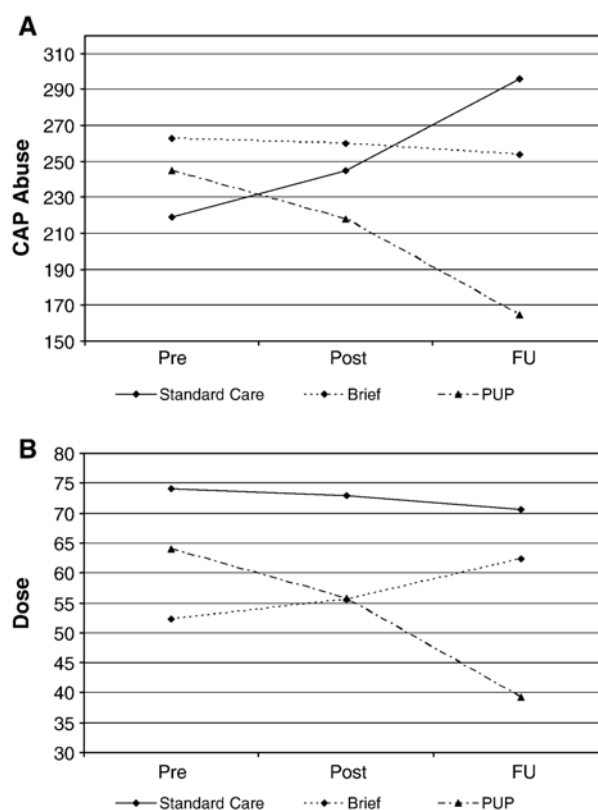 A
310
290
270
250
230
210
190
170
150
CAP Abuse
Pre Post FU
Standard Care Brief PUP
B
80
75
70
65
60
55
50
45
40
35
30
Dose
Pre Post FU
Standard Care Brief PUP